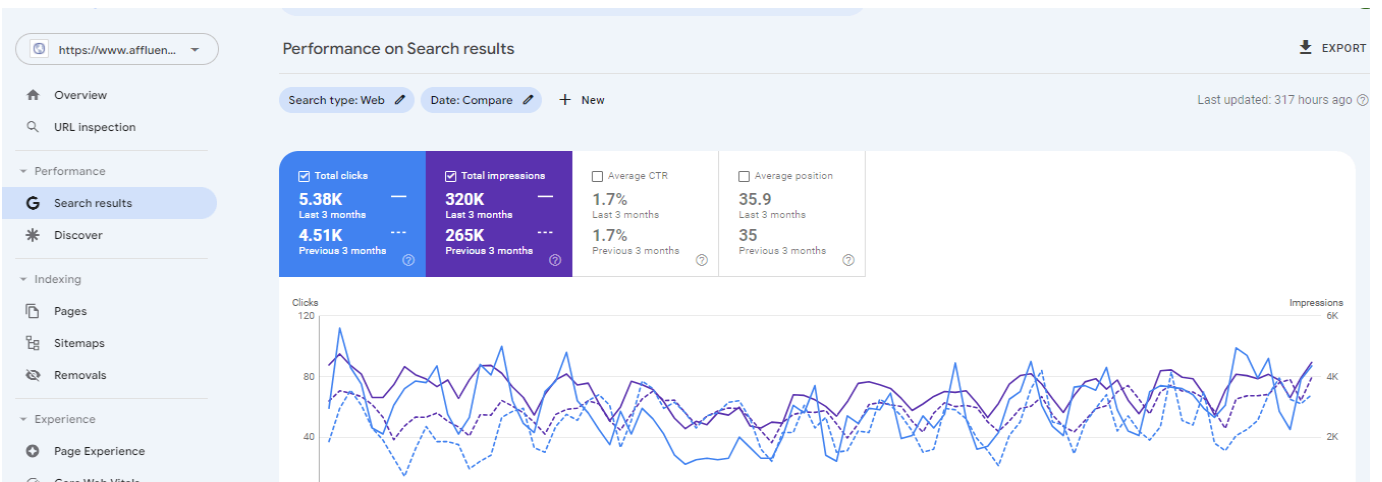 https://www.affluen...
Overview
URL inspection
Performance
Search results
Discover
Indexing
Pages
Sitemaps
Removals
Experience
Page Experience
Core Web Vitals
Performance on Search results
EXPORT
Search type: Web
Date: Compare
+ New
Last updated: 317 hours ago
Total clicks
5.38K
Last 3 months
4.51K
Previous 3 months
Total impressions
320K
Last 3 months
265K
Previous 3 months
Average CTR
1.7%
Last 3 months
1.7%
Previous 3 months
Average position
35.9
Last 3 months
35
Previous 3 months
Clicks
120
80
40
Impressions
6K
4K
2K